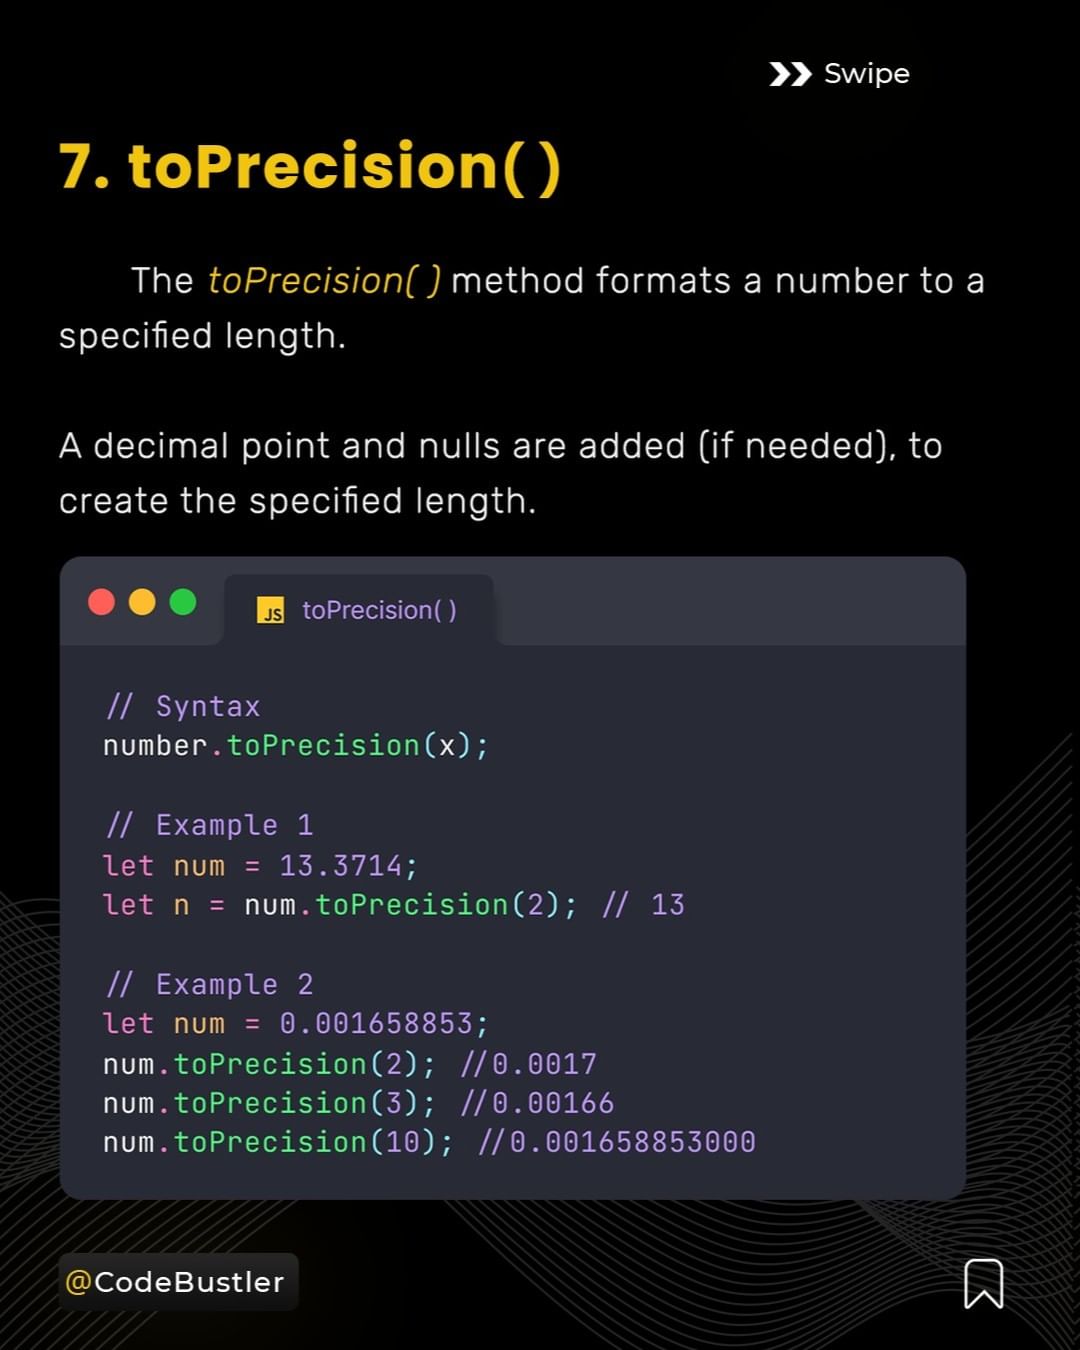 Swipe
7. toPrecision( )
The toPrecision( ) method formats a number to a
specified length.
A decimal point and nulls are added (if needed), to
create the specified length.
JS toPrecision( )
// Syntax
number.toPrecision(x);
// Example 1
let num = 13.3714;
let n = num.toPrecision(2); // 13
// Example 2
let num = 0.001658853;
num.toPrecision(2); //0.0017
num.toPrecision(3); //0.00166
num.toPrecision(10); //0.001658853000
@CodeBustler